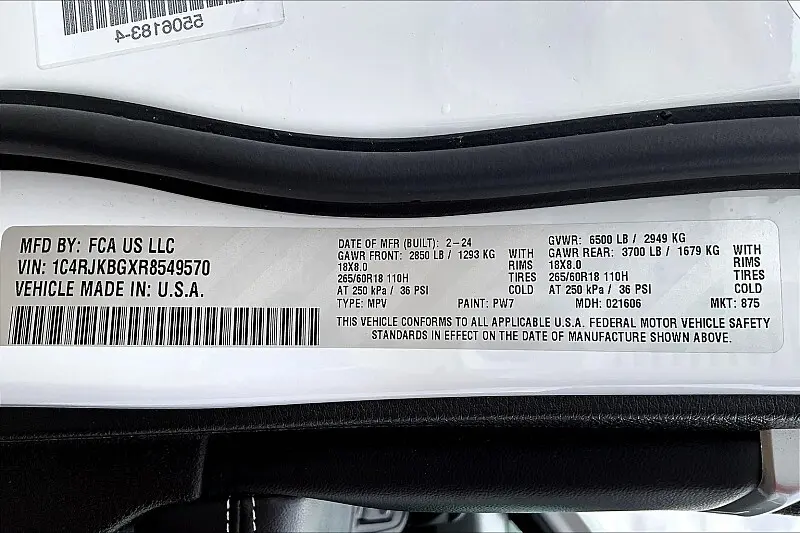 5506183-4
MFD BY: FCA US LLC
VIN: 1C4RJKBGXR8549570
VEHICLE MADE IN: U.S.A.
DATE OF MFR (BUILT): 2-24
GAWR FRONT: 2850 LB / 1293 KG WITH
18X8.0 RIMS
265/60R18 110H TIRES
AT 250 kPa / 36 PSI COLD
GVWR: 6500 LB / 2949 KG
GAWR REAR: 3700 LB / 1679 KG WITH
18X8.0 RIMS
265/60R18 110H TIRES
AT 250 kPa / 36 PSI COLD
TYPE: MPV PAINT: PW7 MDH: 021606 MKT: 875
THIS VEHICLE CONFORMS TO ALL APPLICABLE U.S.A. FEDERAL MOTOR VEHICLE SAFETY
STANDARDS IN EFFECT ON THE DATE OF MANUFACTURE SHOWN ABOVE.